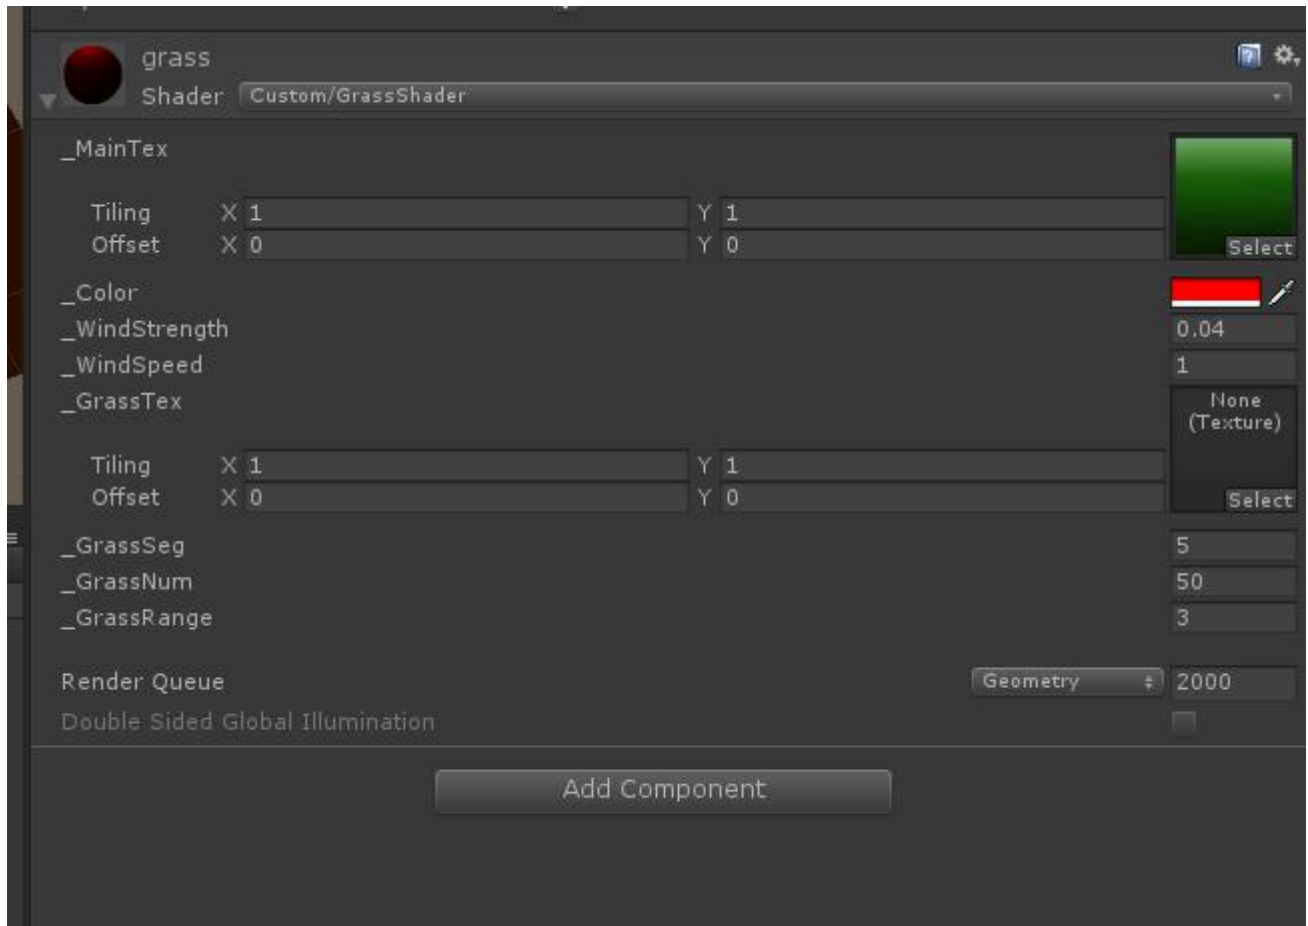 grass
Shader Custom/GrassShader
_MainTex
Tiling X 1 Y 1
Offset X 0 Y 0
Select
_Color
_WindStrength 0.04
_WindSpeed 1
_GrassTex None
(Texture)
Tiling X 1 Y 1
Offset X 0 Y 0 Select
_GrassSeg 5
_GrassNum 50
_GrassRange 3
Render Queue Geometry 2000
Double Sided Global Illumination
Add Component